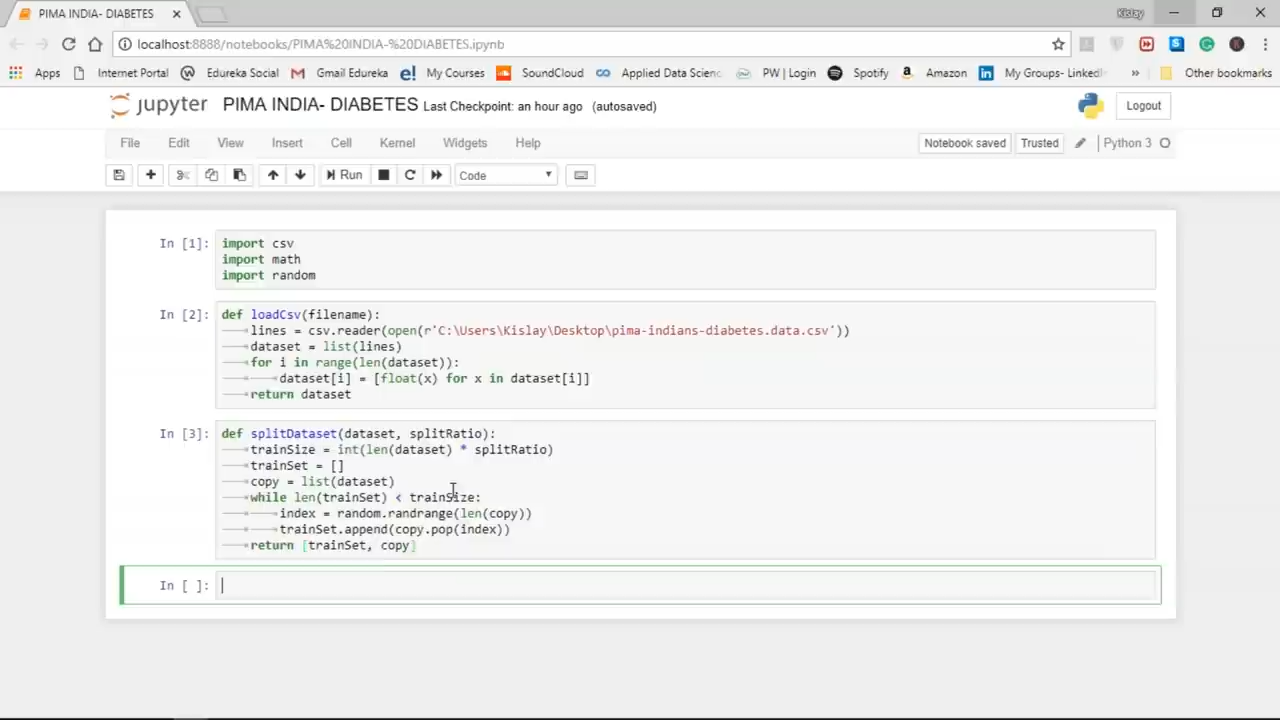 PIMA INDIA- DIABETES
Kislay
localhost:8888/notebooks/PIMA%20INDIA-%20DIABETES.ipynb
Apps Internet Portal Edureka Social Gmail Edureka My Courses SoundCloud Applied Data Scienc PW | Login Spotify Amazon My Groups- LinkedI » Other bookmarks
jupyter PIMA INDIA- DIABETES Last Checkpoint: an hour ago (autosaved) Logout
File Edit View Insert Cell Kernel Widgets Help Notebook saved Trusted Python 3
Run Code
In [1]: import csv
import math
import random
In [2]: def loadCsv(filename):
lines = csv.reader(open(r'C:\Users\Kislay\Desktop\pima-indians-diabetes.data.csv'))
dataset = list(lines)
for i in range(len(dataset)):
dataset[i] = [float(x) for x in dataset[i]]
return dataset
In [3]: def splitDataset(dataset, splitRatio):
trainSize = int(len(dataset) * splitRatio)
trainSet = []
copy = list(dataset)
while len(trainSet) < trainSize:
index = random.randrange(len(copy))
trainSet.append(copy.pop(index))
return [trainSet, copy]
In [ ]: